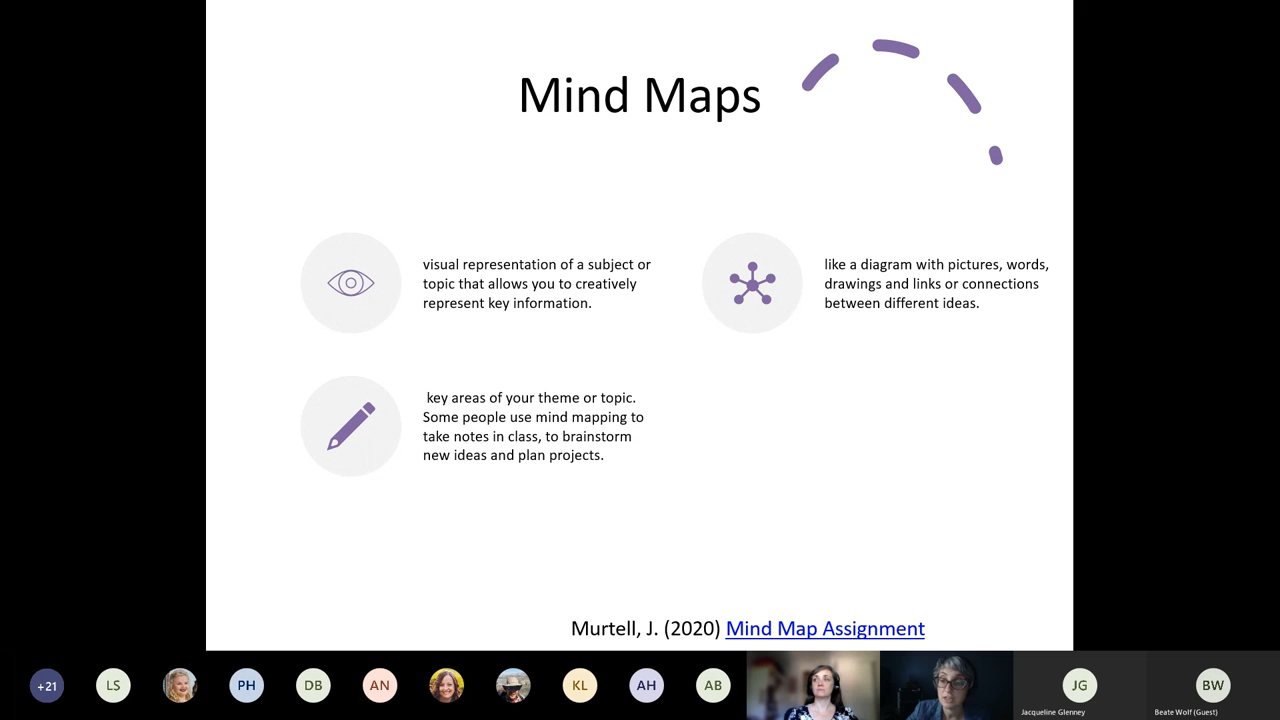 Mind Maps
visual representation of a subject or
topic that allows you to creatively
represent key information.
like a diagram with pictures, words,
drawings and links or connections
between different ideas.
key areas of your theme or topic.
Some people use mind mapping to
take notes in class, to brainstorm
new ideas and plan projects.
Murtell, J. (2020) Mind Map Assignment
+21 LS PH DB AN KL AH AB JG BW
Jacqueline Glenney Beate Wolf (Guest)